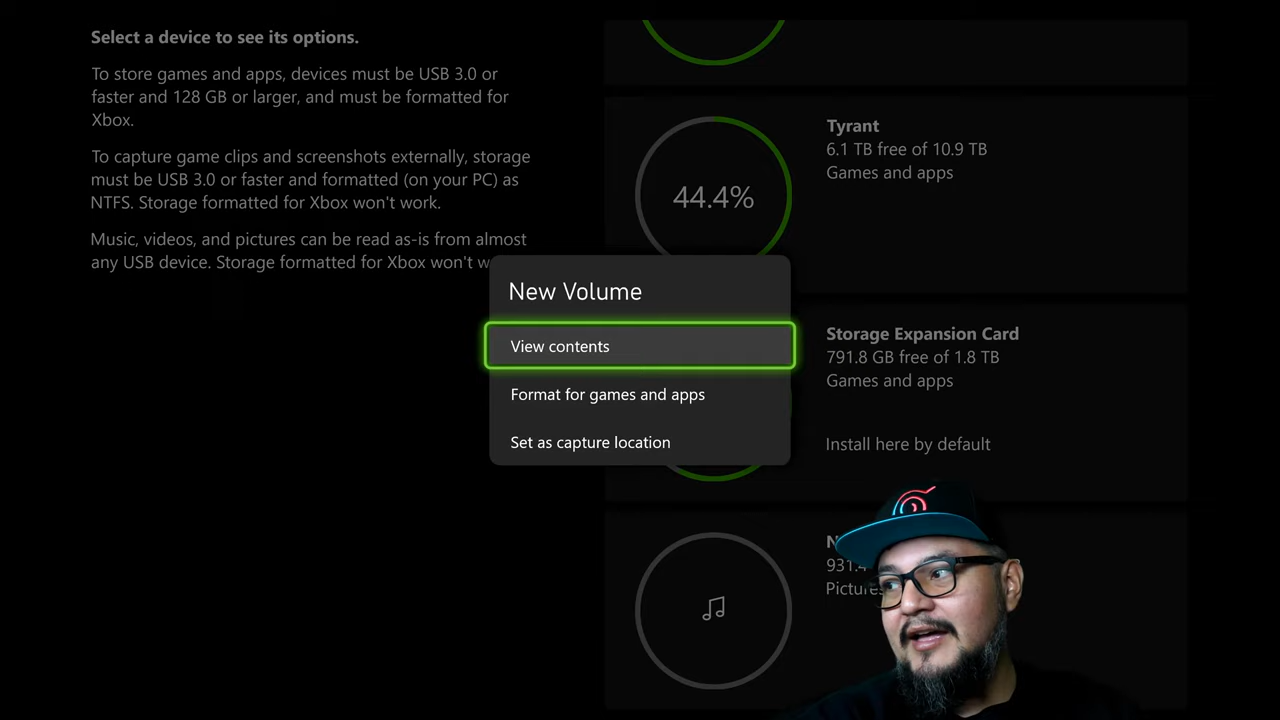 Select a device to see its options.
To store games and apps, devices must be USB 3.0 or
faster and 128 GB or larger, and must be formatted for
Xbox.
To capture game clips and screenshots externally, storage
must be USB 3.0 or faster and formatted (on your PC) as
NTFS. Storage formatted for Xbox won't work.
Music, videos, and pictures can be read as-is from almost
any USB device. Storage formatted for Xbox won't
44.4%
Tyrant
6.1 TB free of 10.9 TB
Games and apps
New Volume
View contents
Format for games and apps
Set as capture location
Storage Expansion Card
791.8 GB free of 1.8 TB
Games and apps
Install here by default
931.4
Pictures